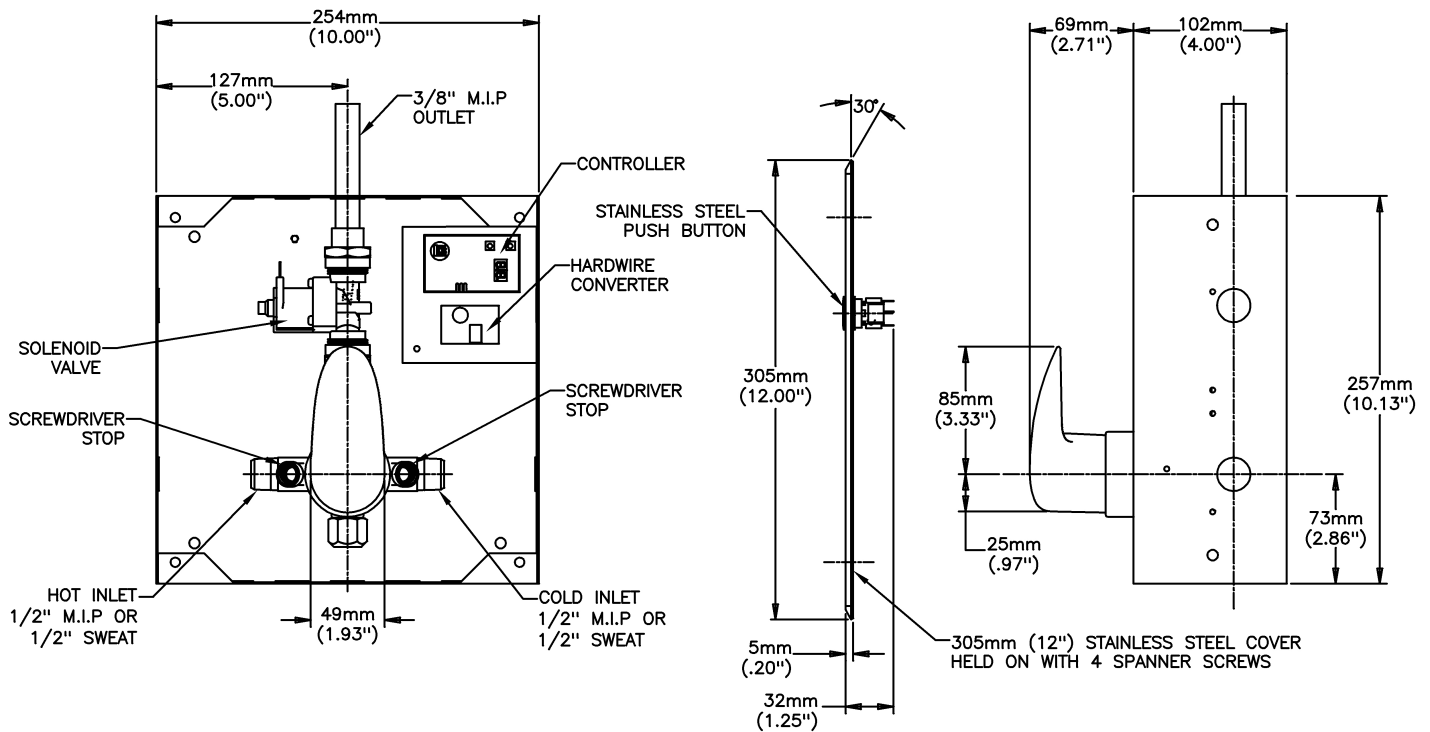 254mm
(10.00")
127mm
(5.00")
3/8" M.I.P
OUTLET
CONTROLLER
HARDWIRE
CONVERTER
SOLENOID
VALVE
SCREWDRIVER
STOP
SCREWDRIVER
STOP
HOT INLET
1/2" M.I.P OR
1/2" SWEAT
49mm
(1.93")
COLD INLET
1/2" M.I.P OR
1/2" SWEAT
30°
STAINLESS STEEL
PUSH BUTTON
305mm
(12.00")
5mm
(.20")
32mm
(1.25")
305mm (12") STAINLESS STEEL COVER
HELD ON WITH 4 SPANNER SCREWS
69mm
(2.71")
102mm
(4.00")
85mm
(3.33")
25mm
(.97")
257mm
(10.13")
73mm
(2.86")